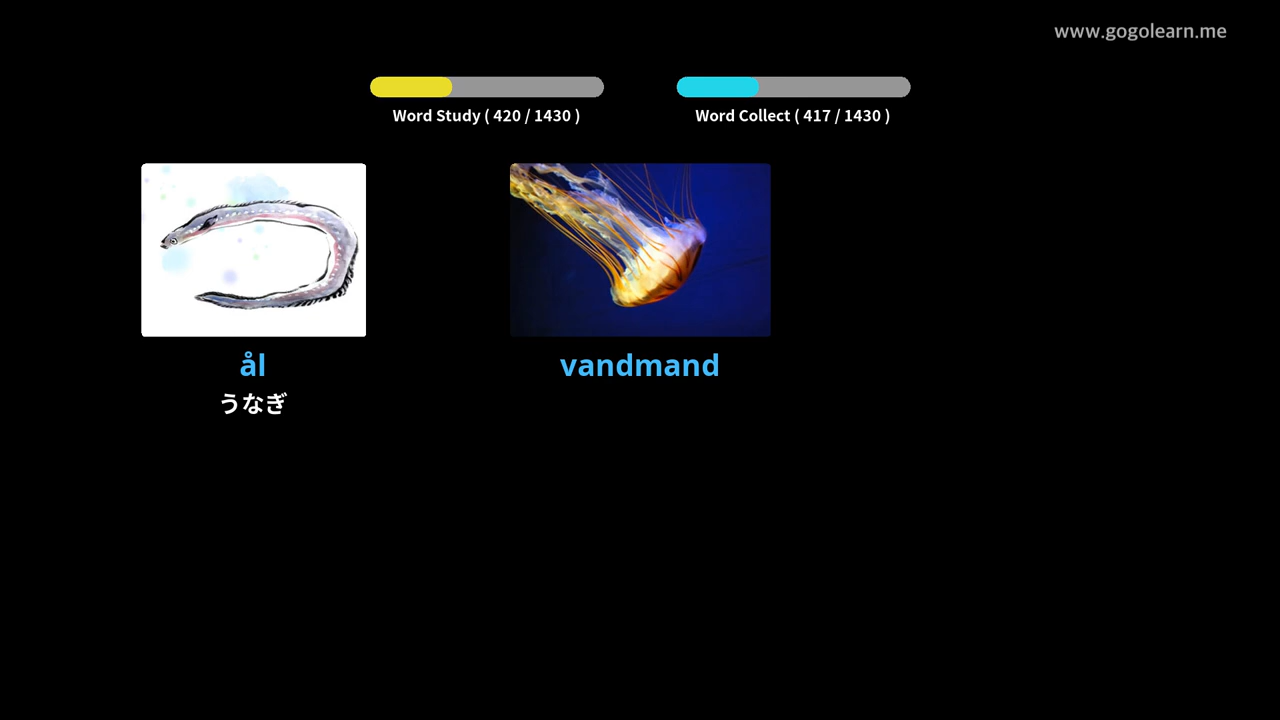 www.gogolearn.me
Word Study ( 420 / 1430 )
Word Collect ( 417 / 1430 )
ål
うなぎ
vandmand